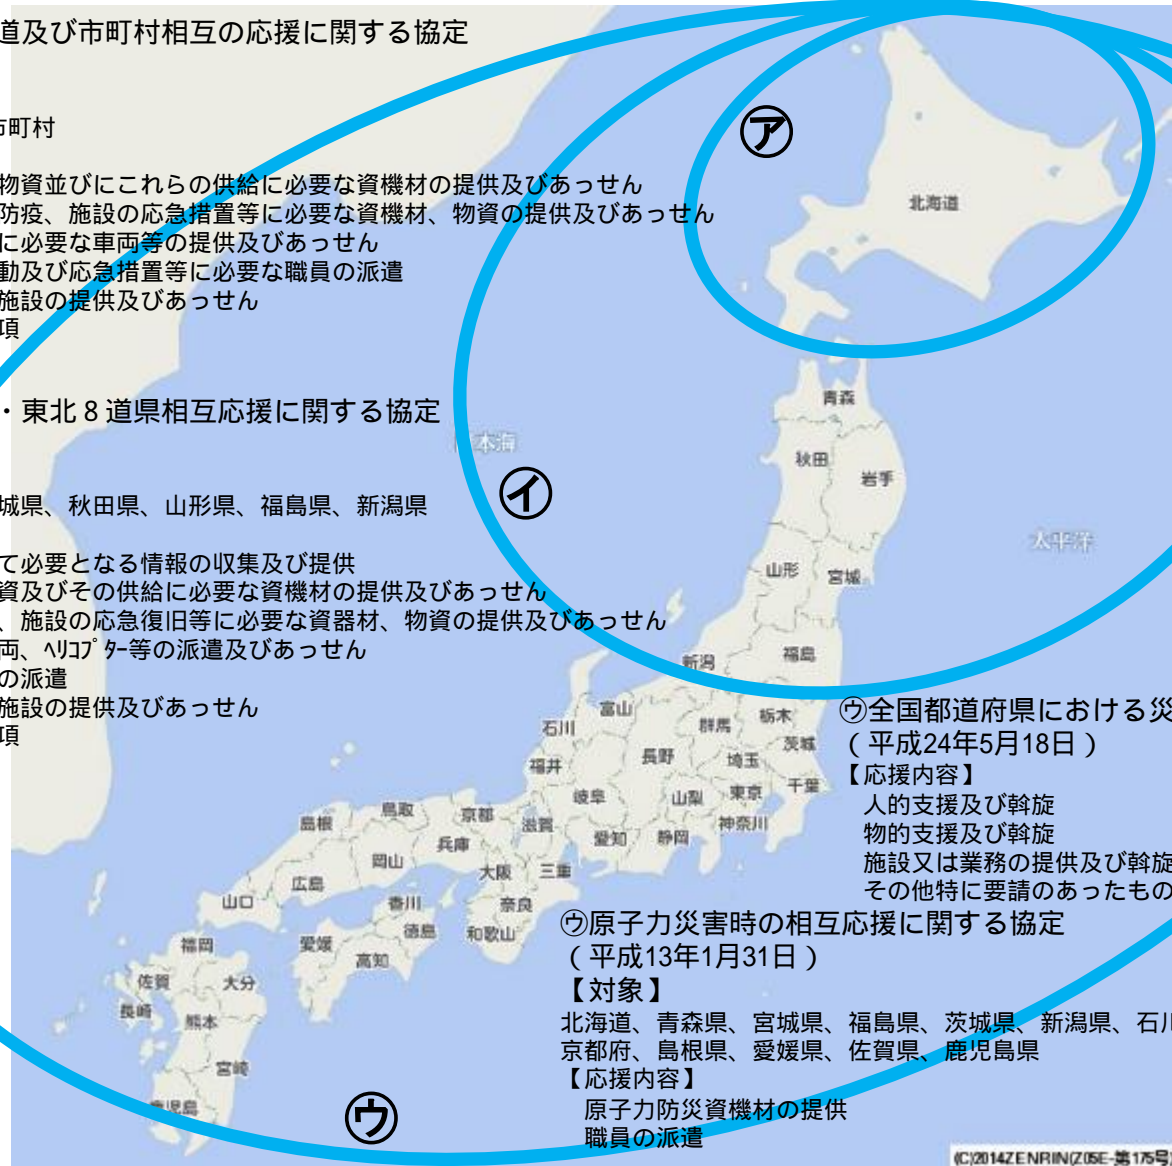 道及び市町村相互の応援に関する協定
市町村
物資並びにこれらの供給に必要な資機材の提供及びあっせん
防疫、施設の応急措置等に必要な資機材、物資の提供及びあっせん
に必要な車両等の提供及びあっせん
動及び応急措置等に必要な職員の派遣
施設の提供及びあっせん
項
・東北８道県相互応援に関する協定
城県、秋田県、山形県、福島県、新潟県
て必要となる情報の収集及び提供
資及びその供給に必要な資機材の提供及びあっせん
、施設の応急復旧等に必要な資器材、物資の提供及びあっせん
両、ﾍﾘｺﾌﾟﾀｰ等の派遣及びあっせん
の派遣
施設の提供及びあっせん
項
㋐
北海道
青森
日本海
秋田
岩手
㋑
太平洋
山形
宮城
新潟
福島
富山
石川
群馬
栃木
長野
茨城
福井
埼玉
岐阜
山梨
東京
千葉
鳥取
京都
島根
滋賀
愛知
静岡
神奈川
兵庫
岡山
大阪
三重
広島
山口
香川
奈良
徳島
和歌山
福岡
愛媛
高知
佐賀
大分
長崎
熊本
宮崎
鹿児島
㋒
㋒全国都道府県における災
（平成24年5月18日）
【応援内容】
人的支援及び斡旋
物的支援及び斡旋
施設又は業務の提供及び斡旋
その他特に要請のあったもの
㋒原子力災害時の相互応援に関する協定
（平成13年1月31日）
【対象】
北海道、青森県、宮城県、福島県、茨城県、新潟県、石川
京都府、島根県、愛媛県、佐賀県、鹿児島県
【応援内容】
原子力防災資機材の提供
職員の派遣
(C)2014ZENRIN(Z05E-第175号